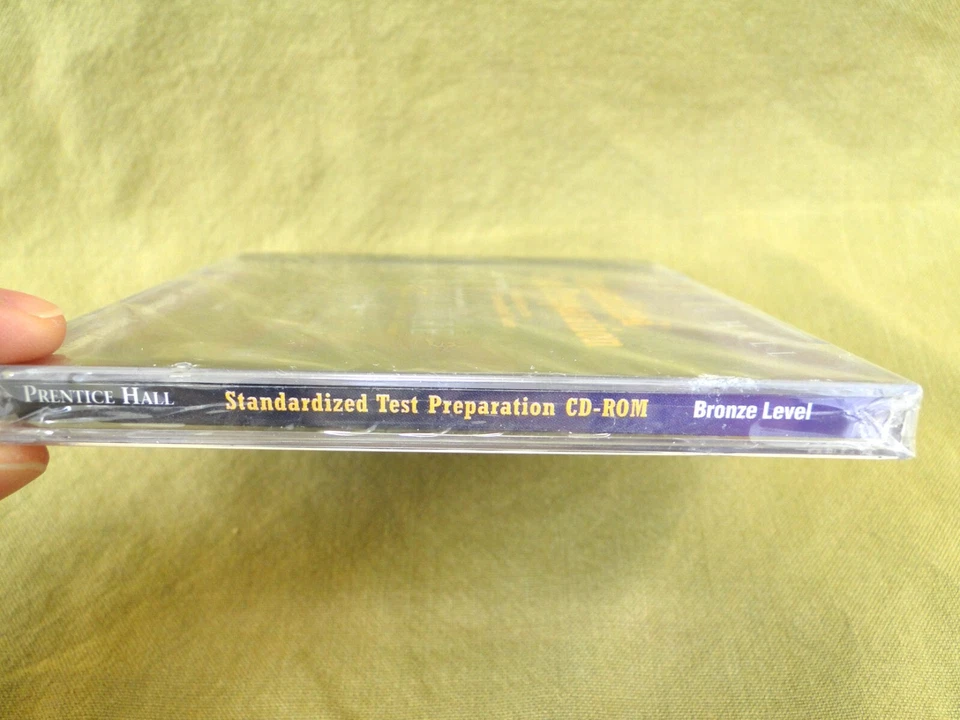 PRENTICE HALL Standardized Test Preparation CD-ROM Bronze Level